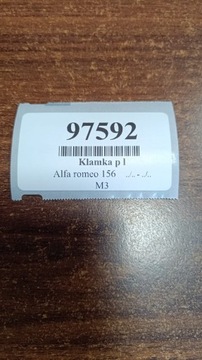 97592
Klamka p l
Alfa romeo 156 ../.. - ../..
M3